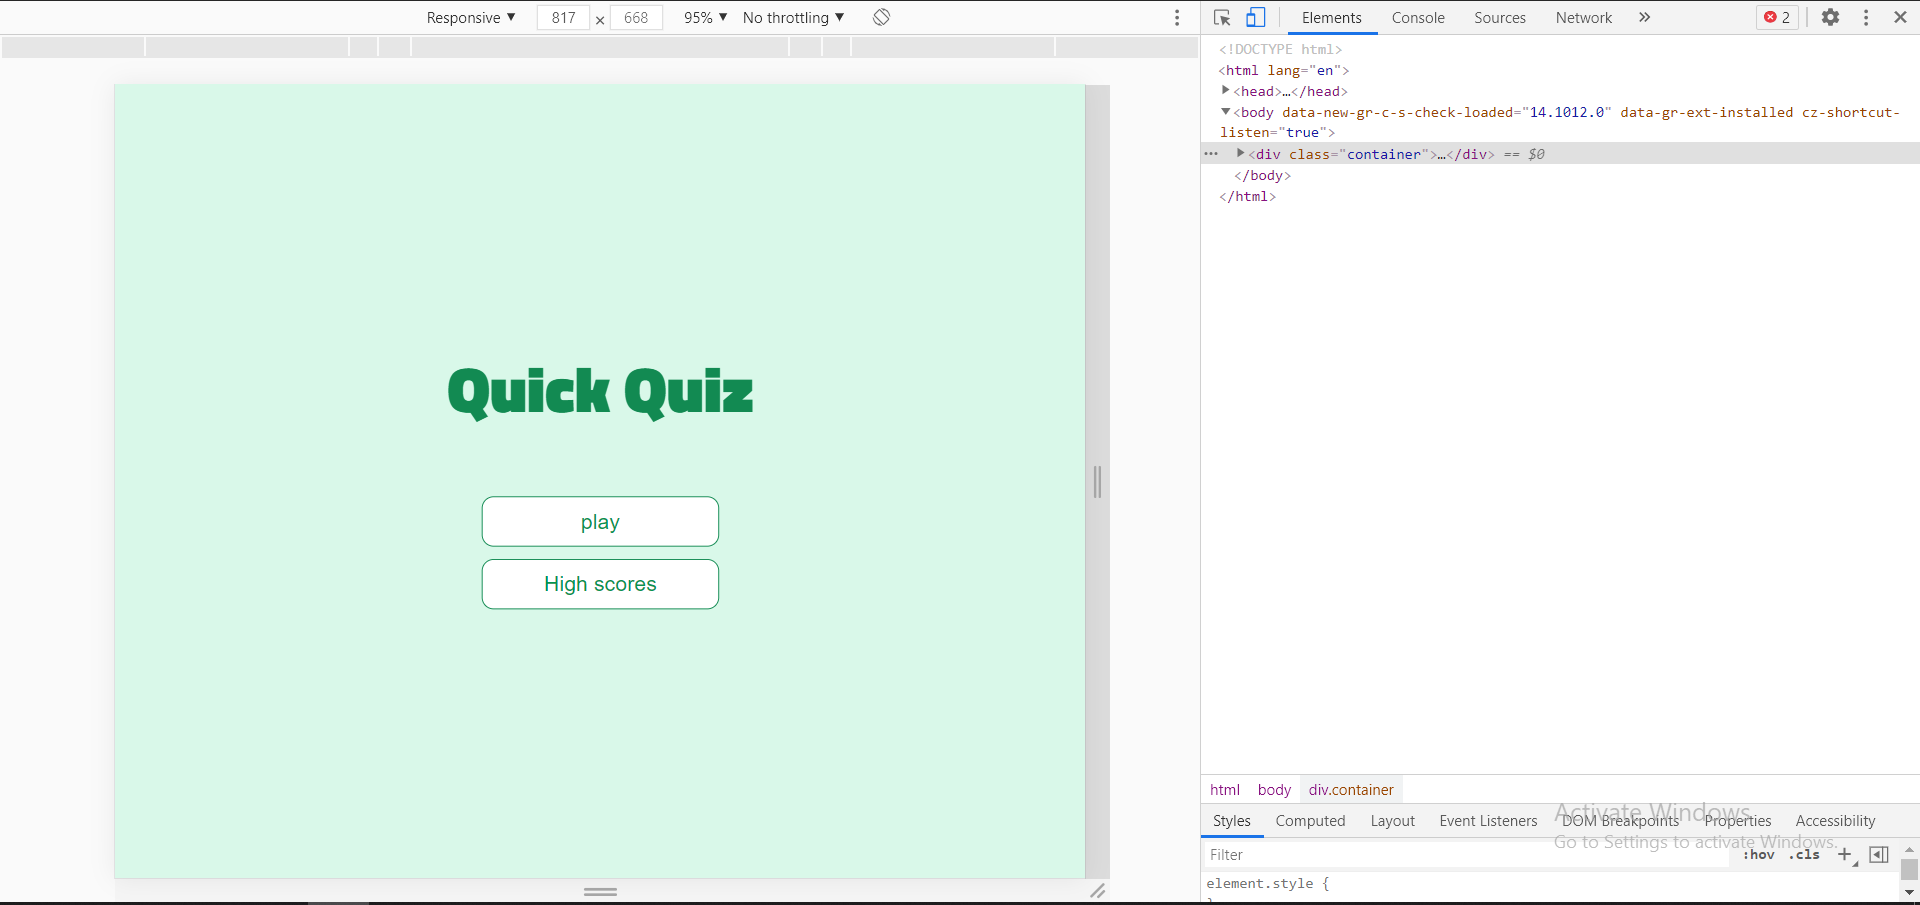 Responsive ▼ 817 × 668 95% ▼ No throttling ▼
Elements Console Sources Network » 2
<!DOCTYPE html>
<html lang="en">
▶<head>…</head>
▼<body data-new-gr-c-s-check-loaded="14.1012.0" data-gr-ext-installed cz-shortcut-
listen="true">
… ▶<div class="container">…</div> == $0
</body>
</html>
Quick Quiz
play
High scores
html body div.container
Activate Windows
Styles Computed Layout Event Listeners DOM Breakpoints Properties Accessibility
Go to Settings to activate Windows.
Filter :hov .cls +
element.style {